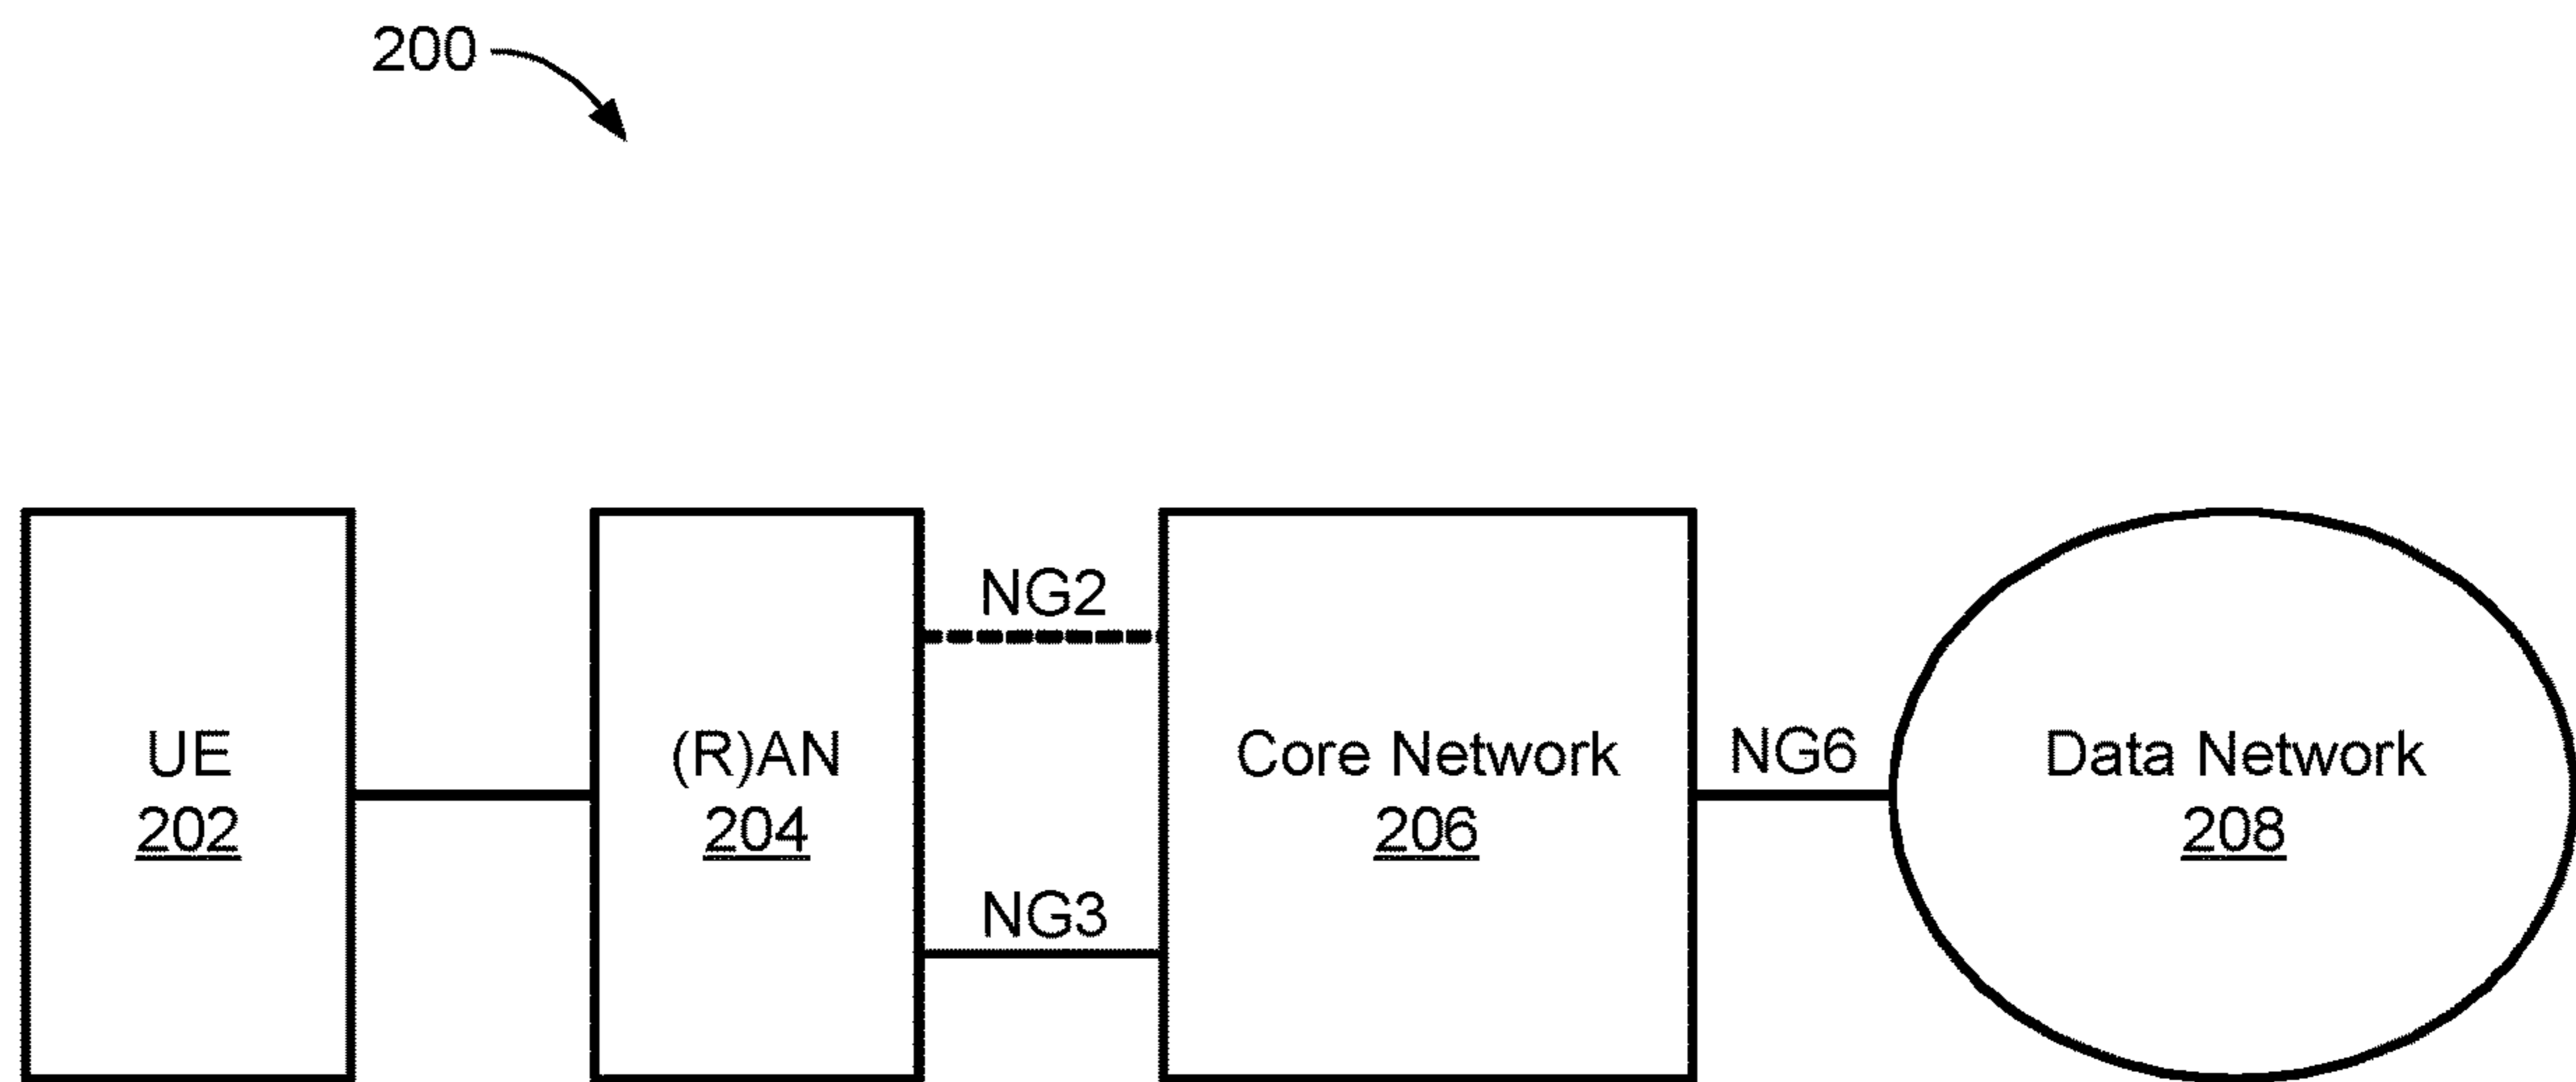 200
NG2
UE
202
(R)AN
204
Core Network
206
NG6
Data Network
208
NG3